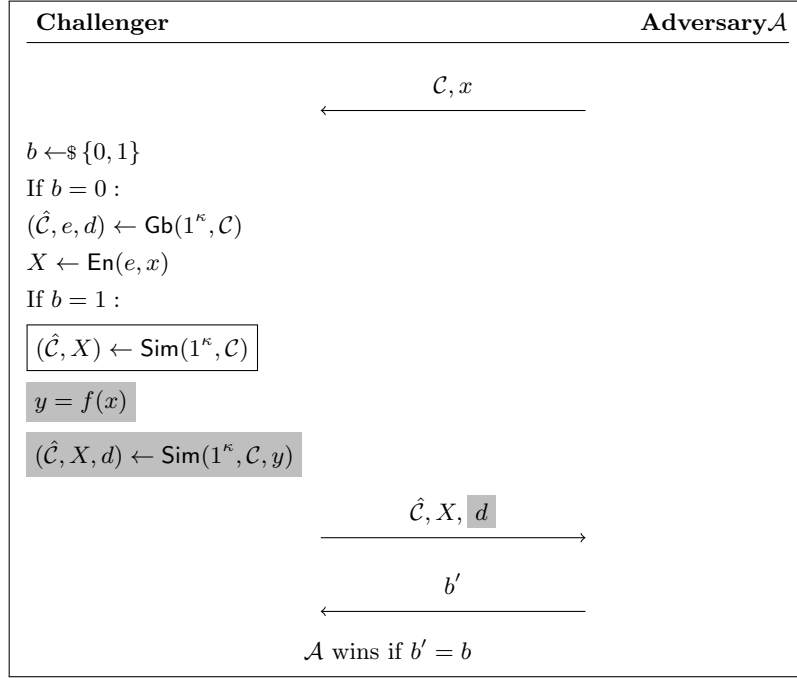 Challenger Adversary𝒜
𝒞, x
b ←$ {0, 1}
If b = 0 :
(𝒞̂, e, d) ← Gb(1^κ, 𝒞)
X ← En(e, x)
If b = 1 :
(𝒞̂, X) ← Sim(1^κ, 𝒞)
y = f(x)
(𝒞̂, X, d) ← Sim(1^κ, 𝒞, y)
𝒞̂, X, d
b′
𝒜 wins if b′ = b